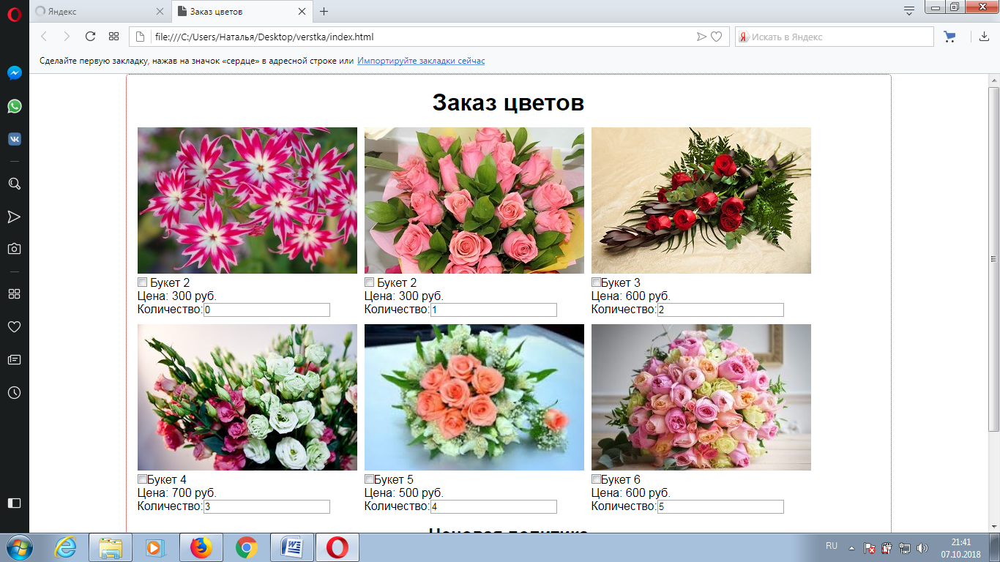 Яндекс
Заказ цветов
file:///C:/Users/Наталья/Desktop/verstka/index.html
Я Искать в Яндекс
Сделайте первую закладку, нажав на значок «сердце» в адресной строке или Импортируйте закладки сейчас
Заказ цветов
Букет 2
Цена: 300 руб.
Количество: 0
Букет 2
Цена: 300 руб.
Количество: 1
Букет 3
Цена: 600 руб.
Количество: 2
Букет 4
Цена: 700 руб.
Количество: 3
Букет 5
Цена: 500 руб.
Количество: 4
Букет 6
Цена: 600 руб.
Количество: 5
Ценовая политика
RU
21:41
07.10.2018